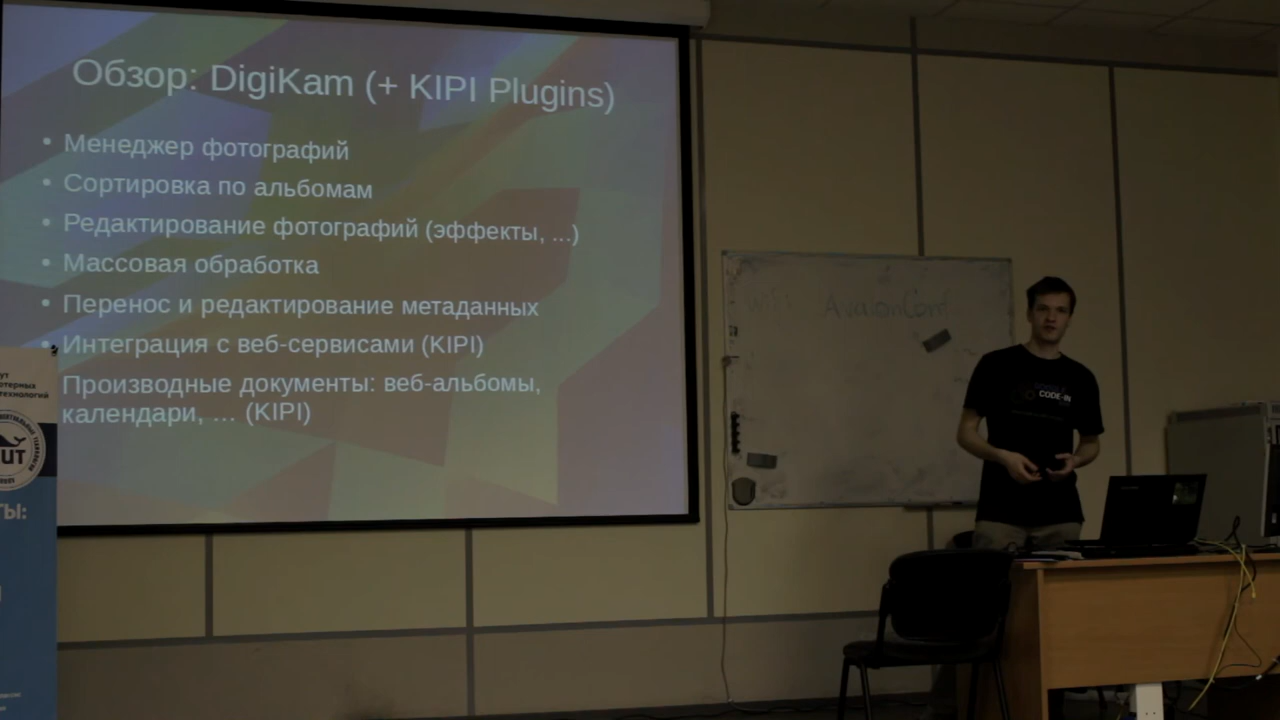 Обзор: DigiKam (+ KIPI Plugins)
• Менеджер фотографий
• Сортировка по альбомам
• Редактирование фотографий (эффекты, ...)
• Массовая обработка
• Перенос и редактирование метаданных
• Интеграция с веб-сервисами (KIPI)
Производные документы: веб-альбомы,
календари, ... (KIPI)
AvalonConf
CODE-IN